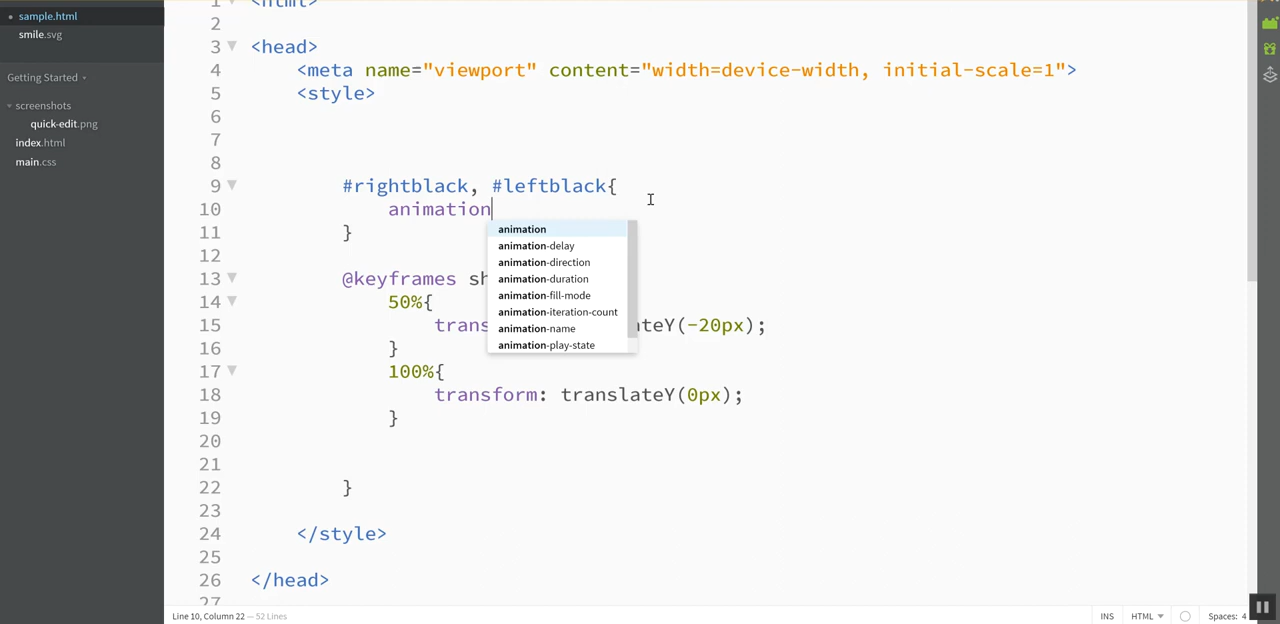 sample.html
smile.svg
Getting Started
screenshots
quick-edit.png
index.html
main.css
1 <html>
2
3 <head>
4 <meta name="viewport" content="width=device-width, initial-scale=1">
5 <style>
6
7
8
9 #rightblack, #leftblack{
10 animation
11 }
12
13 @keyframes sh
14 50%{
15 trans ateY(-20px);
16 }
17 100%{
18 transform: translateY(0px);
19 }
20
21
22 }
23
24 </style>
25
26 </head>
27
animation
animation-delay
animation-direction
animation-duration
animation-fill-mode
animation-iteration-count
animation-name
animation-play-state
Line 10, Column 22 — 52 Lines
INS HTML Spaces: 4